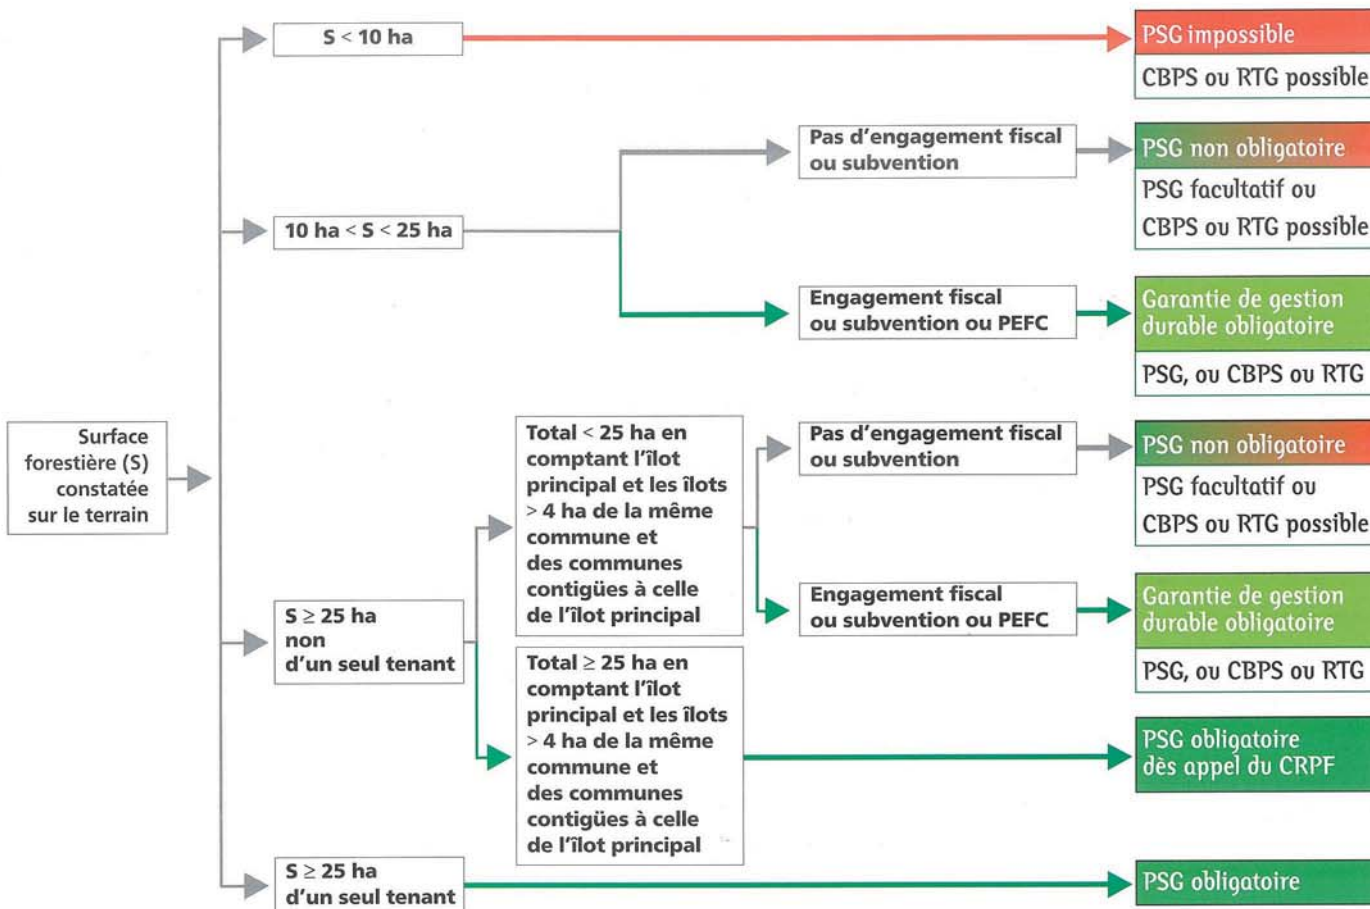 S < 10 ha
PSG impossible
CBPS ou RTG possible
Pas d'engagement fiscal
ou subvention
PSG non obligatoire
PSG facultatif ou
CBPS ou RTG possible
10 ha < S < 25 ha
Engagement fiscal
ou subvention ou PEFC
Garantie de gestion
durable obligatoire
PSG, ou CBPS ou RTG
Surface
forestière (S)
constatée
sur le terrain
S ≥ 25 ha
non
d'un seul tenant
Total < 25 ha en
comptant l'îlot
principal et les îlots
> 4 ha de la même
commune et
des communes
contigües à celle
de l'îlot principal
Pas d'engagement fiscal
ou subvention
PSG non obligatoire
PSG facultatif ou
CBPS ou RTG possible
Engagement fiscal
ou subvention ou PEFC
Garantie de gestion
durable obligatoire
PSG, ou CBPS ou RTG
Total ≥ 25 ha en
comptant l'îlot
principal et les îlots
> 4 ha de la même
commune et
des communes
contigües à celle
de l'îlot principal
PSG obligatoire
dès appel du CRPF
S ≥ 25 ha
d'un seul tenant
PSG obligatoire